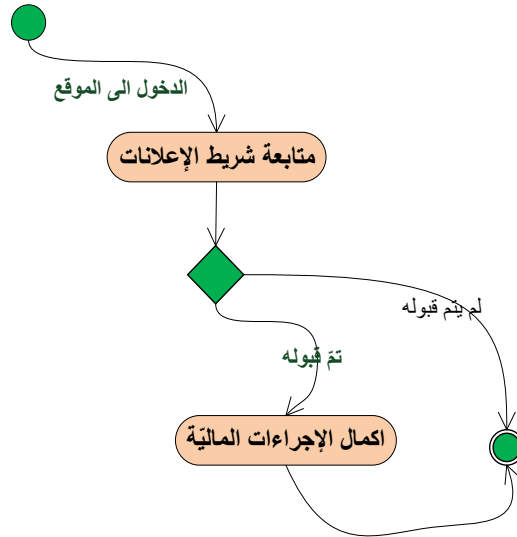 الدخول الى الموقع
متابعة شريط الإعلانات
لم يتم قبوله
تمّ قبوله
اكمال الإجراءات الماليّة